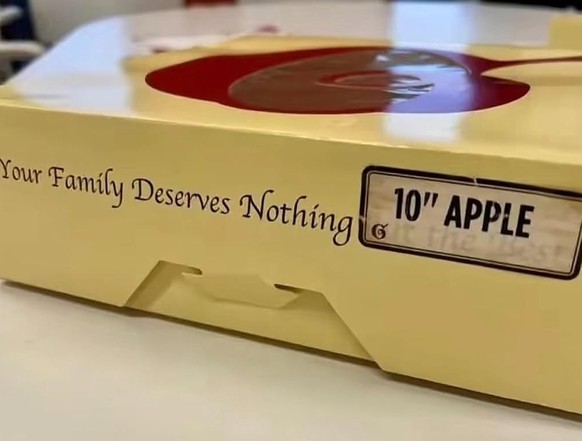 Your Family Deserves Nothing
10" APPLE
G